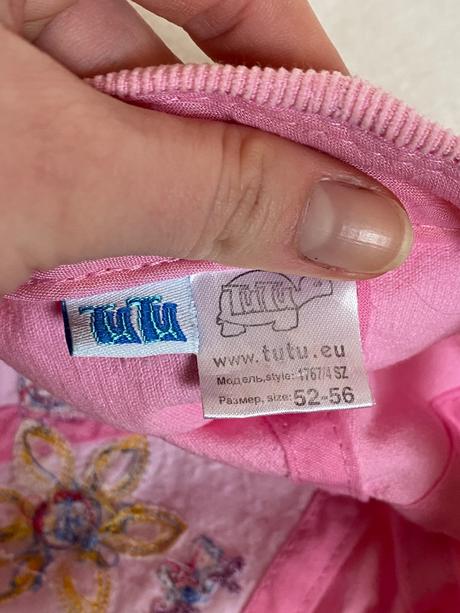 TuTu
TuTu
www.tutu.eu
Модель,style: 1767/4 SZ
Размер, size: 52-56